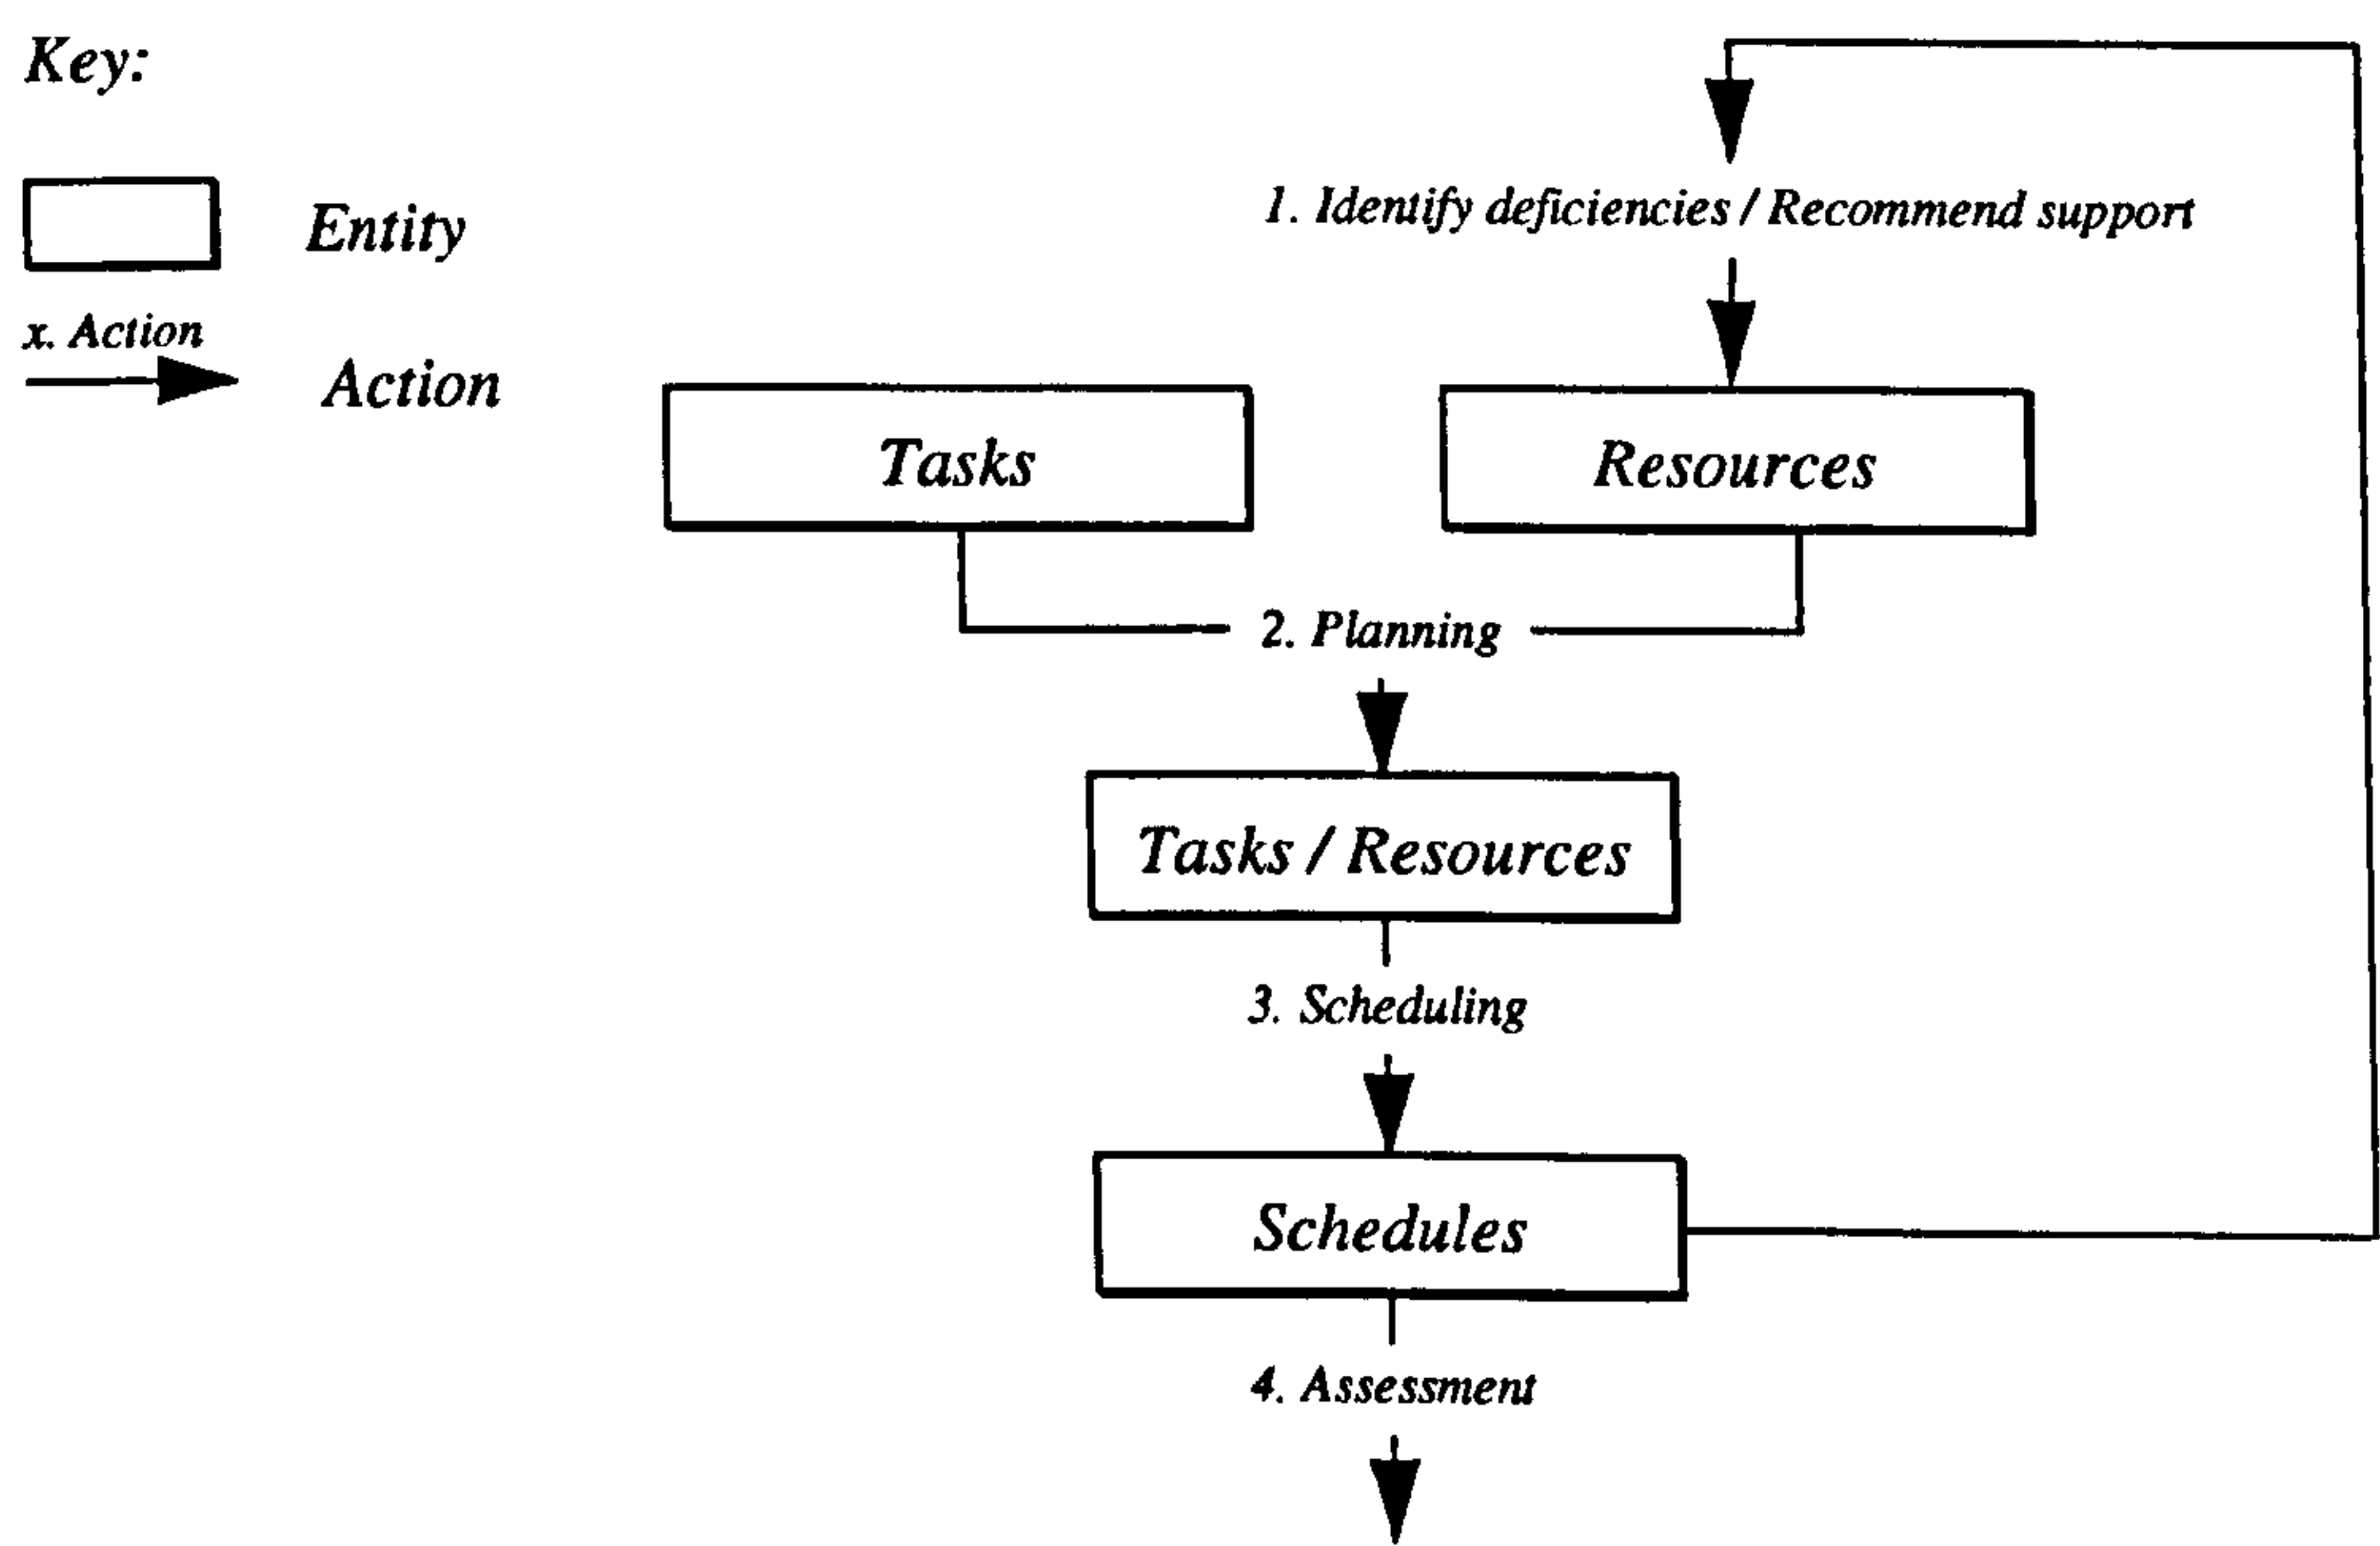 Key:
Entity
x. Action
Action
1. Identify deficiencies / Recommend support
Tasks
Resources
2. Planning
Tasks / Resources
3. Scheduling
Schedules
4. Assessment